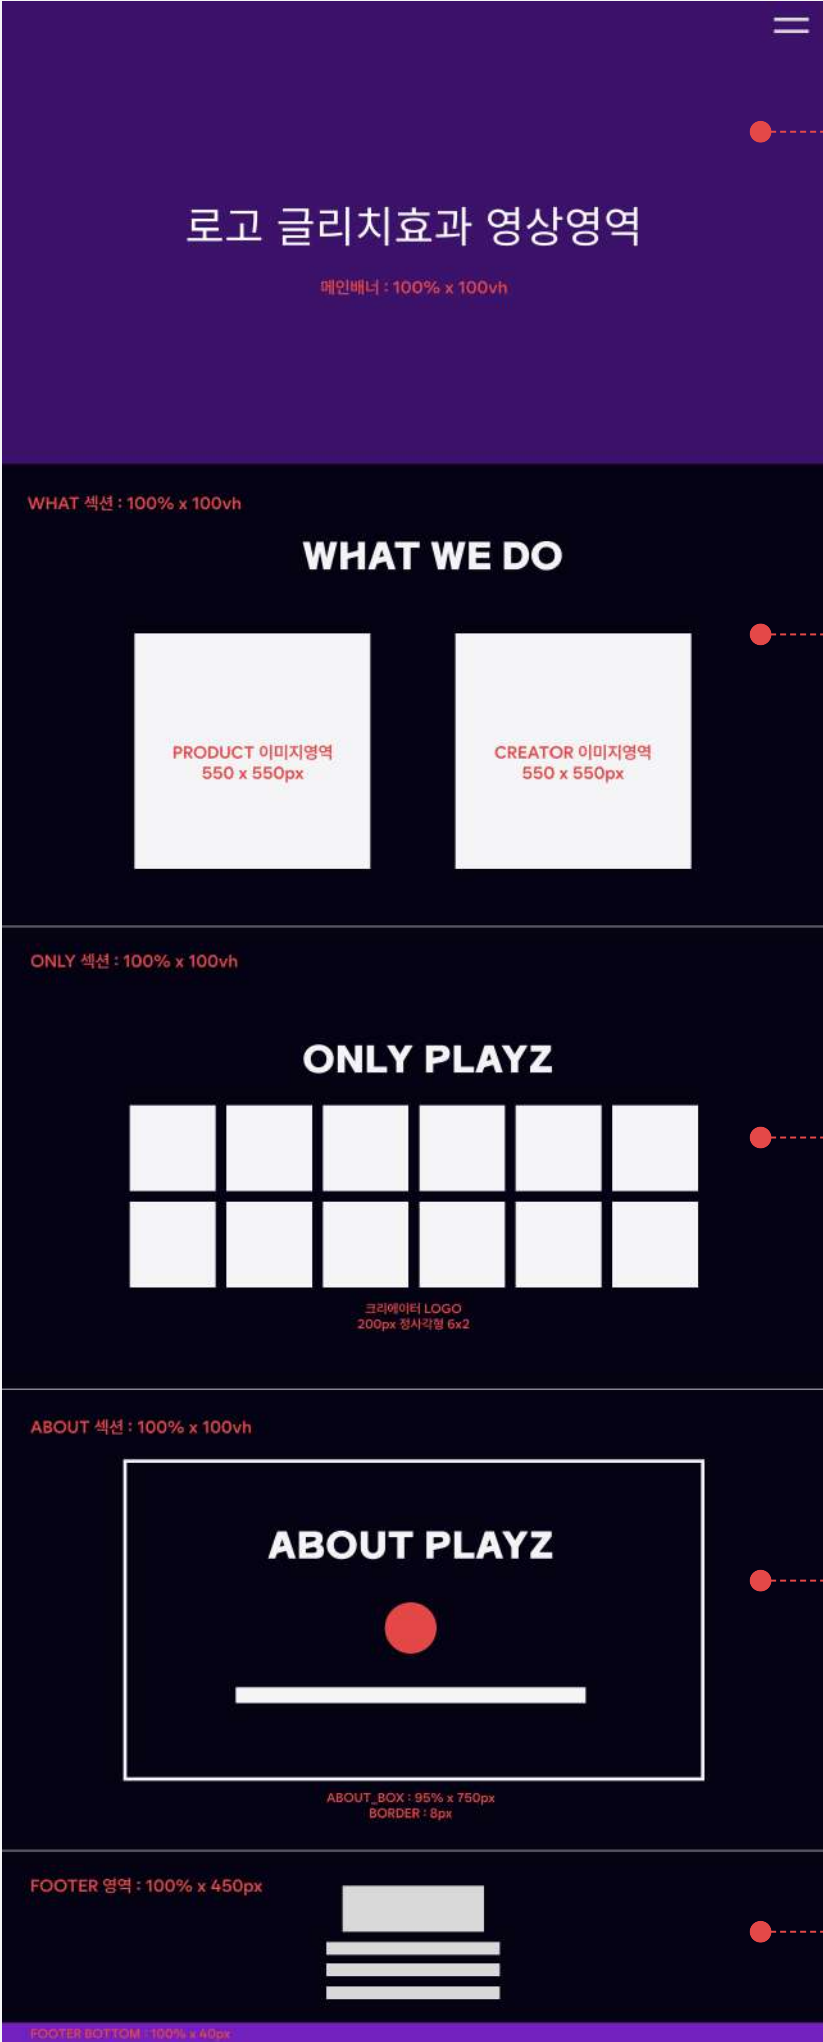 로고 글리치효과 영상영역
메인배너 : 100% x 100vh
WHAT 섹션 : 100% x 100vh
WHAT WE DO
PRODUCT 이미지영역
550 x 550px
CREATOR 이미지영역
550 x 550px
ONLY 섹션 : 100% x 100vh
ONLY PLAYZ
크리에이터 LOGO
200px 정사각형 6x2
ABOUT 섹션 : 100% x 100vh
ABOUT PLAYZ
ABOUT_BOX : 95% x 750px
BORDER : 8px
FOOTER 영역 : 100% x 450px
FOOTER BOTTOM : 100% x 40px